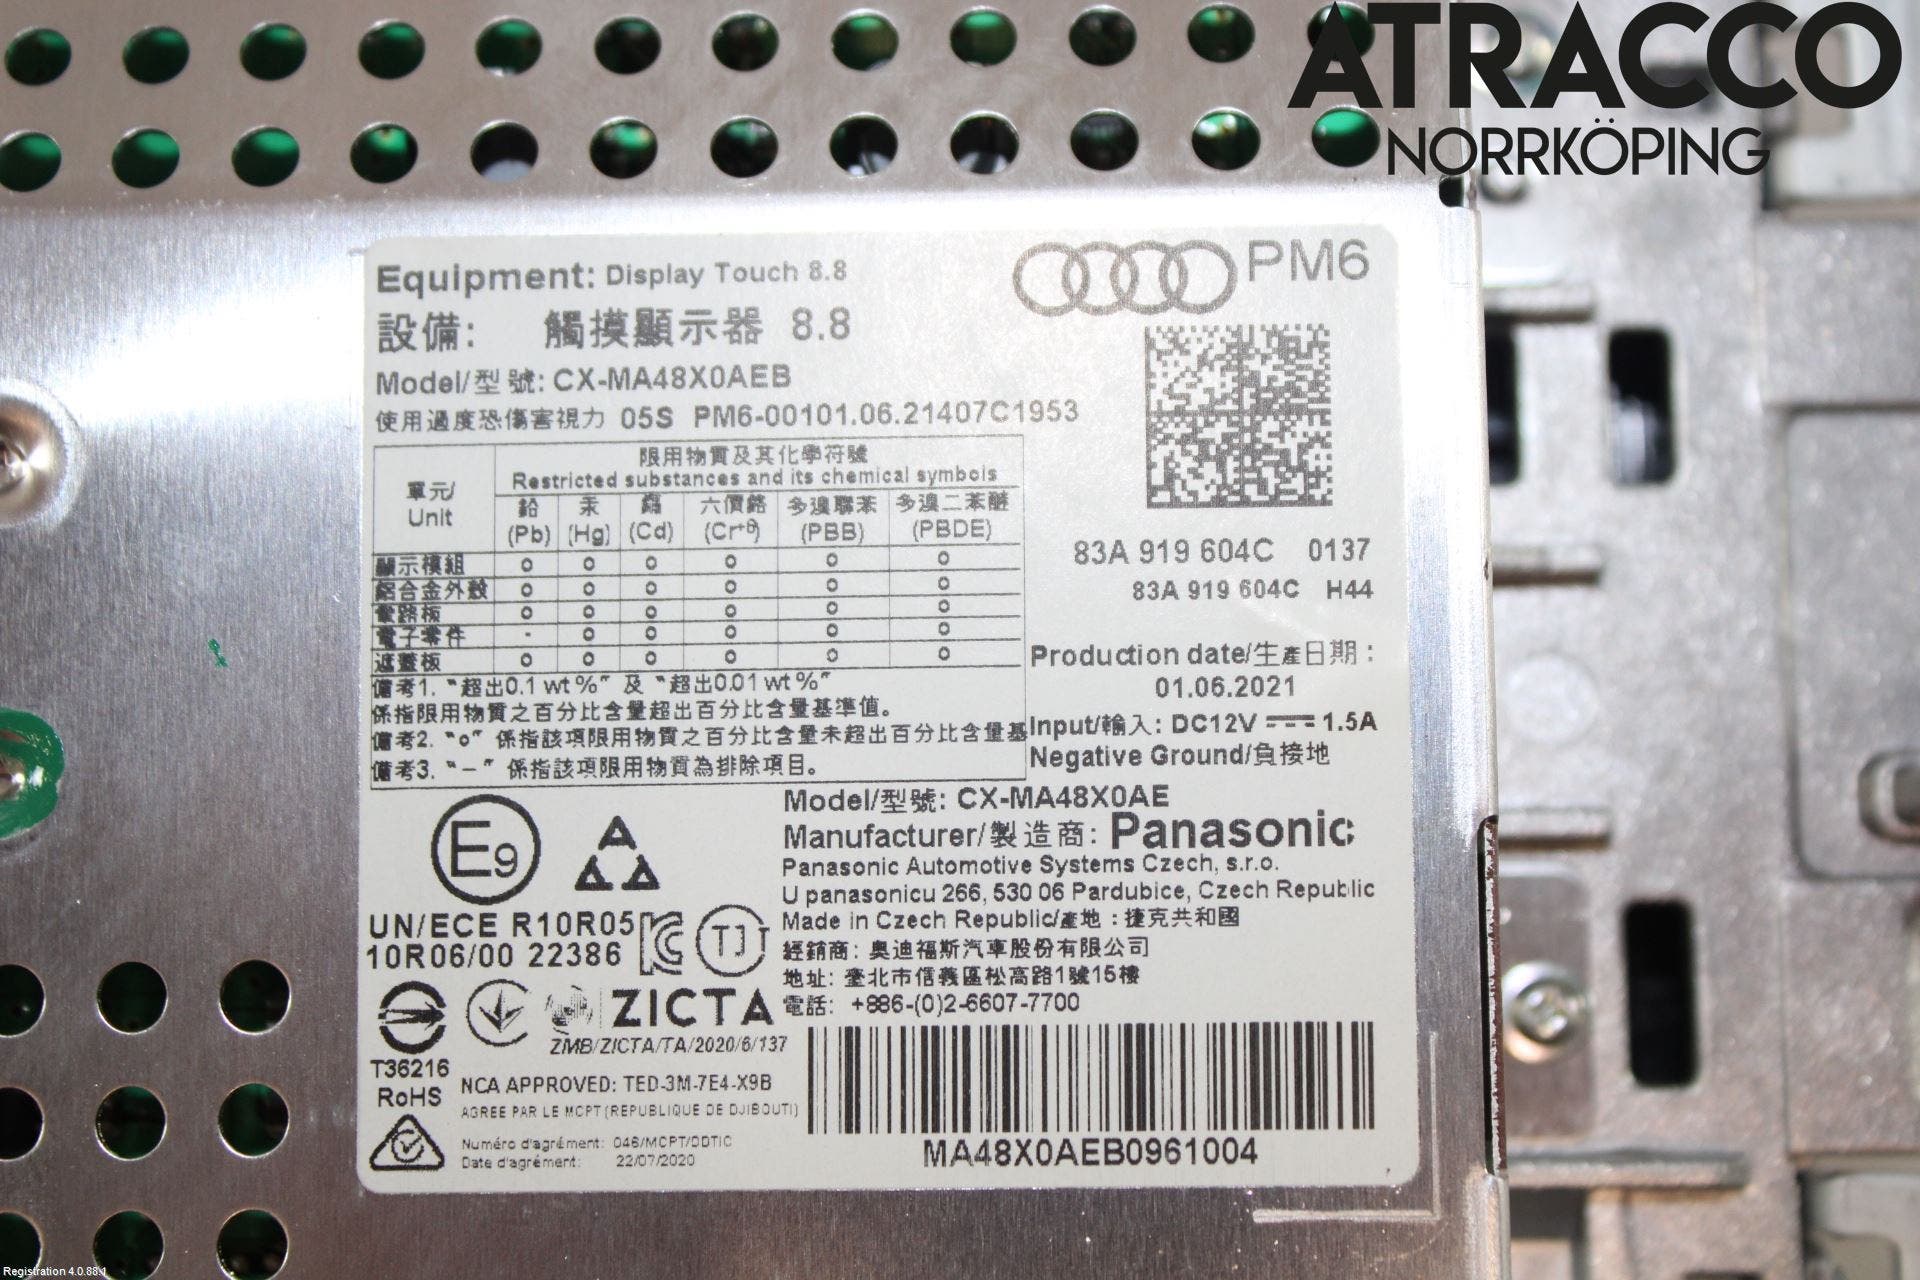 ATRACCO
NORRKÖPING
Equipment: Display Touch 8.8
設備: 觸摸顯示器 8.8
Model/型號: CX-MA48X0AEB
使用過度恐傷害視力 05S PM6-00101.06.21407C1953
PM6
單元/
Unit
限用物質及其化學符號
Restricted substances and its chemical symbols
鉛 汞 鎘 六價鉻 多溴聯苯 多溴二苯醚
(Pb) (Hg) (Cd) (Cr+6) (PBB) (PBDE)
顯示模組 o o o o o o
鋁合金外殼 o o o o o o
電路板 o o o o o o
電子零件 - o o o o o
遮蓋板 o o o o o o
備考1. "超出0.1 wt %" 及 "超出0.01 wt %"
係指限用物質之百分比含量超出百分比含量基準值。
備考2. "o" 係指該項限用物質之百分比含量未超出百分比含量基
備考3. "-" 係指該項限用物質為排除項目。
83A 919 604C 0137
83A 919 604C H44
Production date/生產日期 :
01.06.2021
Input/輸入: DC12V 1.5A
Negative Ground/負接地
Model/型號: CX-MA48X0AE
Manufacturer/製造商: Panasonic
Panasonic Automotive Systems Czech, s.r.o.
U panasonicu 266, 530 06 Pardubice, Czech Republic
Made in Czech Republic/產地 : 捷克共和國
經銷商: 奧迪福斯汽車股份有限公司
地址: 臺北市信義區松高路1號15樓
電話: +886-(0)2-6607-7700
E9
UN/ECE R10R05
10R06/00 22386
TJ
ZICTA
ZMB/ZICTA/TA/2020/6/137
T36216
RoHS
NCA APPROVED: TED-3M-7E4-X9B
AGREE PAR LE MCPT (REPUBLIQUE DE DJIBOUTI)
Numéro d'agrément: 046/MCPT/DDTIC
Date d'agrément: 22/07/2020
MA48X0AEB0961004
Registration 4.0.88.1